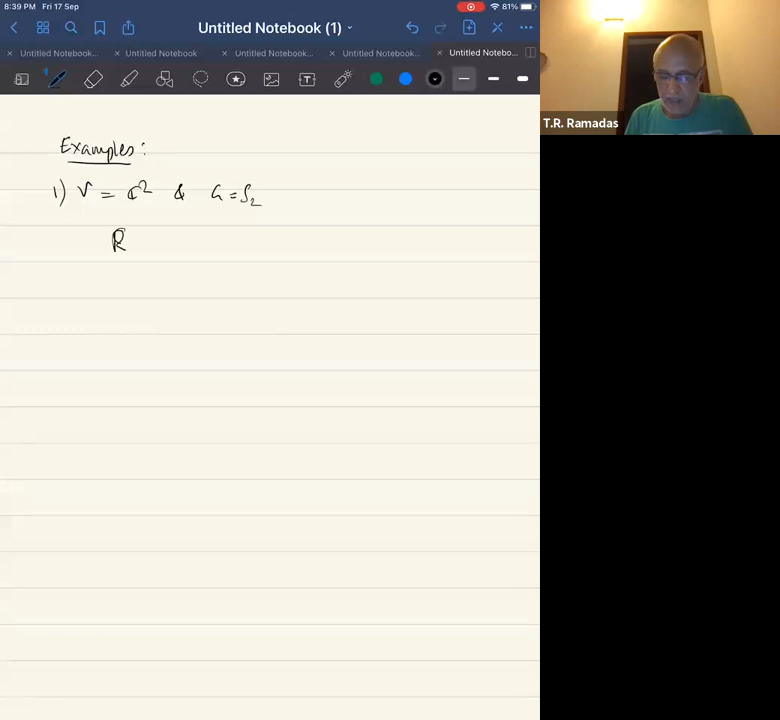 8:39 PM Fri 17 Sep
81%
Untitled Notebook (1)
Untitled Notebook...
Untitled Notebook
Untitled Notebook...
Untitled Notebook...
Untitled Notebo...
T.R. Ramadas
Examples:
1) V = ℂ² & G = S₂
R